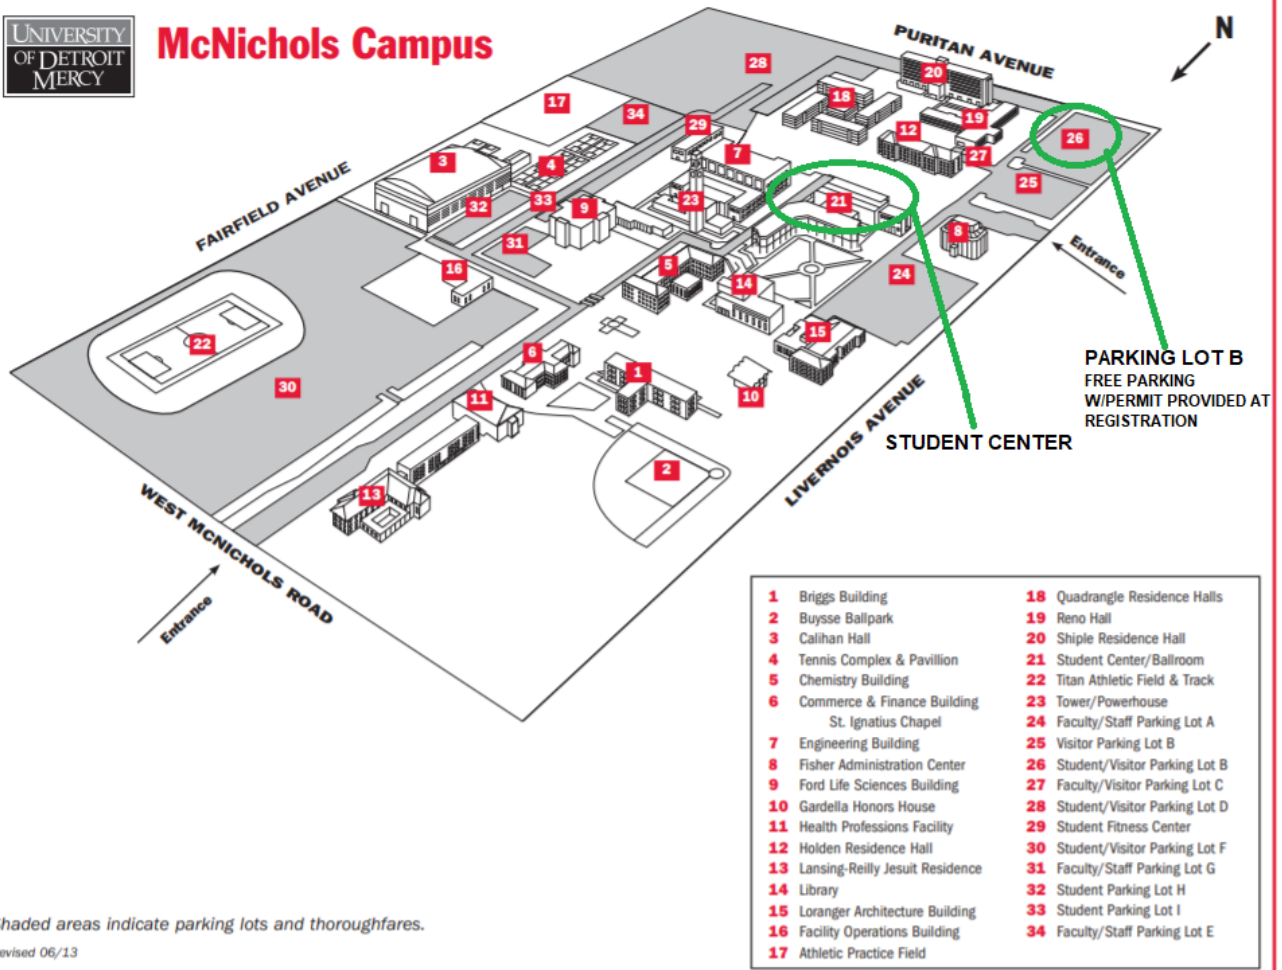 UNIVERSITY
OF DETROIT
MERCY
McNichols Campus
N
PURITAN AVENUE
FAIRFIELD AVENUE
WEST MCNICHOLS ROAD
LIVERNOIS AVENUE
Entrance
Entrance
28
20
17
18
34
19
29
12
26
3
7
27
4
25
32
33
9
23
21
8
31
16
5
14
24
22
15
6
30
1
11
10
2
13
PARKING LOT B
FREE PARKING
W/PERMIT PROVIDED AT
REGISTRATION
STUDENT CENTER
1 Briggs Building
2 Buysse Ballpark
3 Calihan Hall
4 Tennis Complex & Pavillion
5 Chemistry Building
6 Commerce & Finance Building
St. Ignatius Chapel
7 Engineering Building
8 Fisher Administration Center
9 Ford Life Sciences Building
10 Gardella Honors House
11 Health Professions Facility
12 Holden Residence Hall
13 Lansing-Reilly Jesuit Residence
14 Library
15 Loranger Architecture Building
16 Facility Operations Building
17 Athletic Practice Field
18 Quadrangle Residence Halls
19 Reno Hall
20 Shiple Residence Hall
21 Student Center/Ballroom
22 Titan Athletic Field & Track
23 Tower/Powerhouse
24 Faculty/Staff Parking Lot A
25 Visitor Parking Lot B
26 Student/Visitor Parking Lot B
27 Faculty/Visitor Parking Lot C
28 Student/Visitor Parking Lot D
29 Student Fitness Center
30 Student/Visitor Parking Lot F
31 Faculty/Staff Parking Lot G
32 Student Parking Lot H
33 Student Parking Lot I
34 Faculty/Staff Parking Lot E
haded areas indicate parking lots and thoroughfares.
evised 06/13